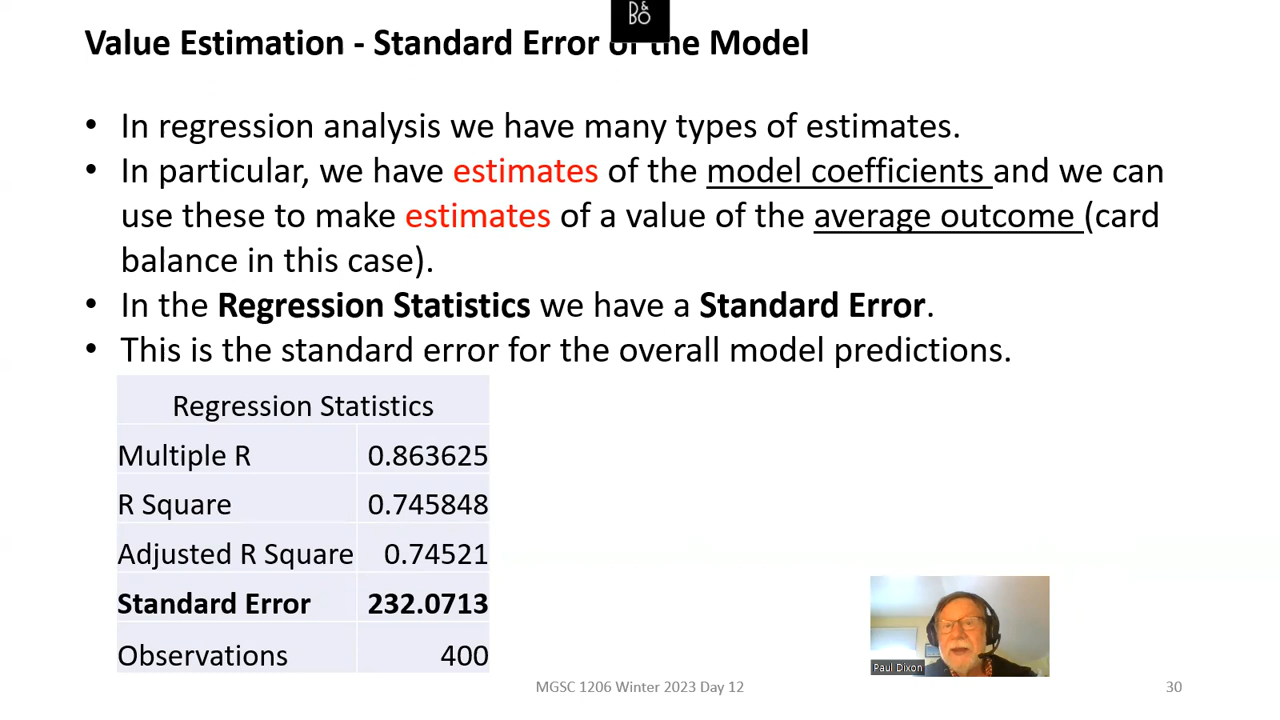 D&
BO
Value Estimation - Standard Error of the Model
• In regression analysis we have many types of estimates.
• In particular, we have estimates of the model coefficients and we can
use these to make estimates of a value of the average outcome (card
balance in this case).
• In the Regression Statistics we have a Standard Error.
• This is the standard error for the overall model predictions.
Regression Statistics
Multiple R 0.863625
R Square 0.745848
Adjusted R Square 0.74521
Standard Error 232.0713
Observations 400
Paul Dixon
MGSC 1206 Winter 2023 Day 12 30